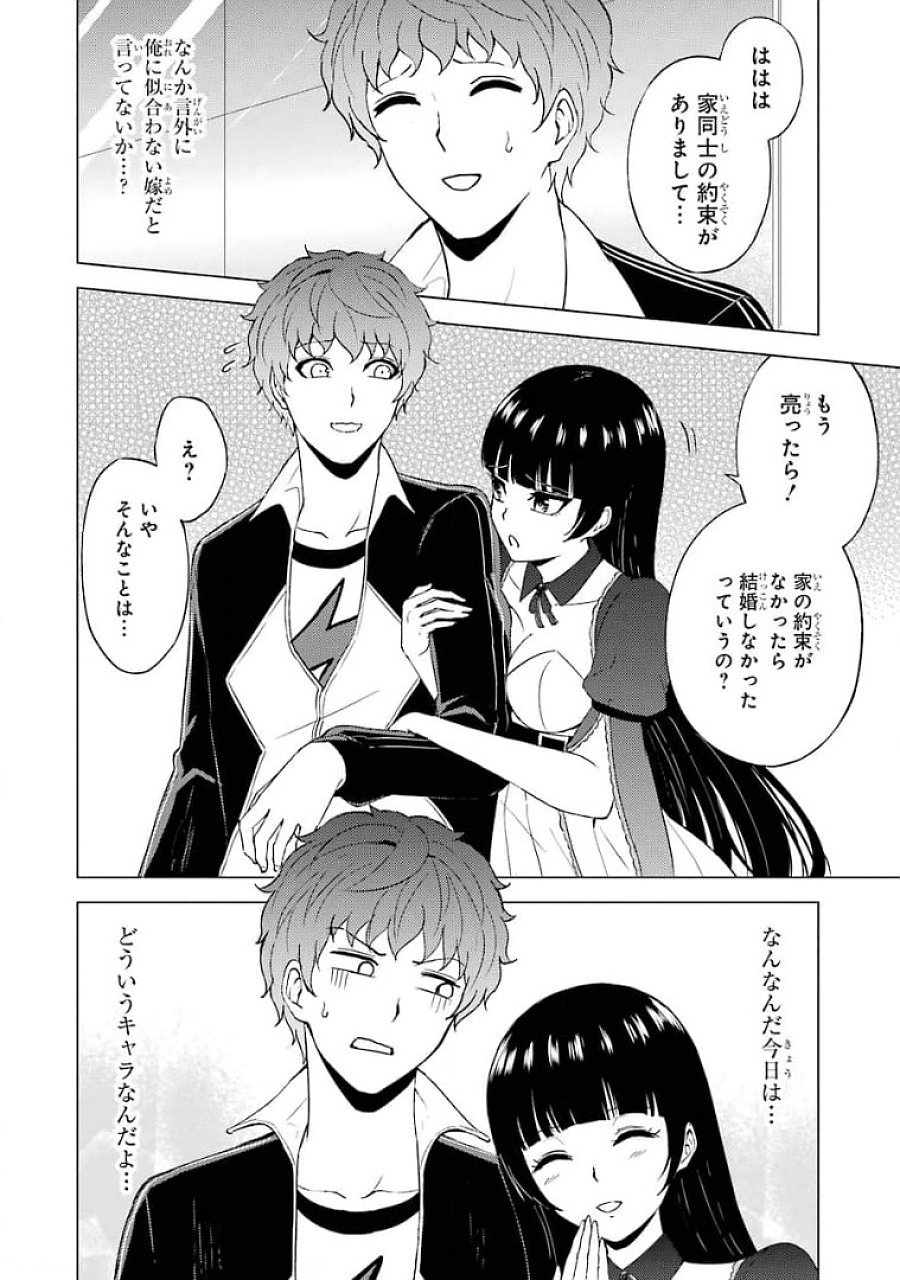 ははは
家同士の約束が
ありまして…
なんか言外に
俺に似合わない嫁だと
言ってないか…?
もう
亮ったら!
家の約束が
なかったら
結婚しなかった
っていうの?
え?
いや
そんなことは…
なんなんだ今日は…
どういうキャラなんだよ…